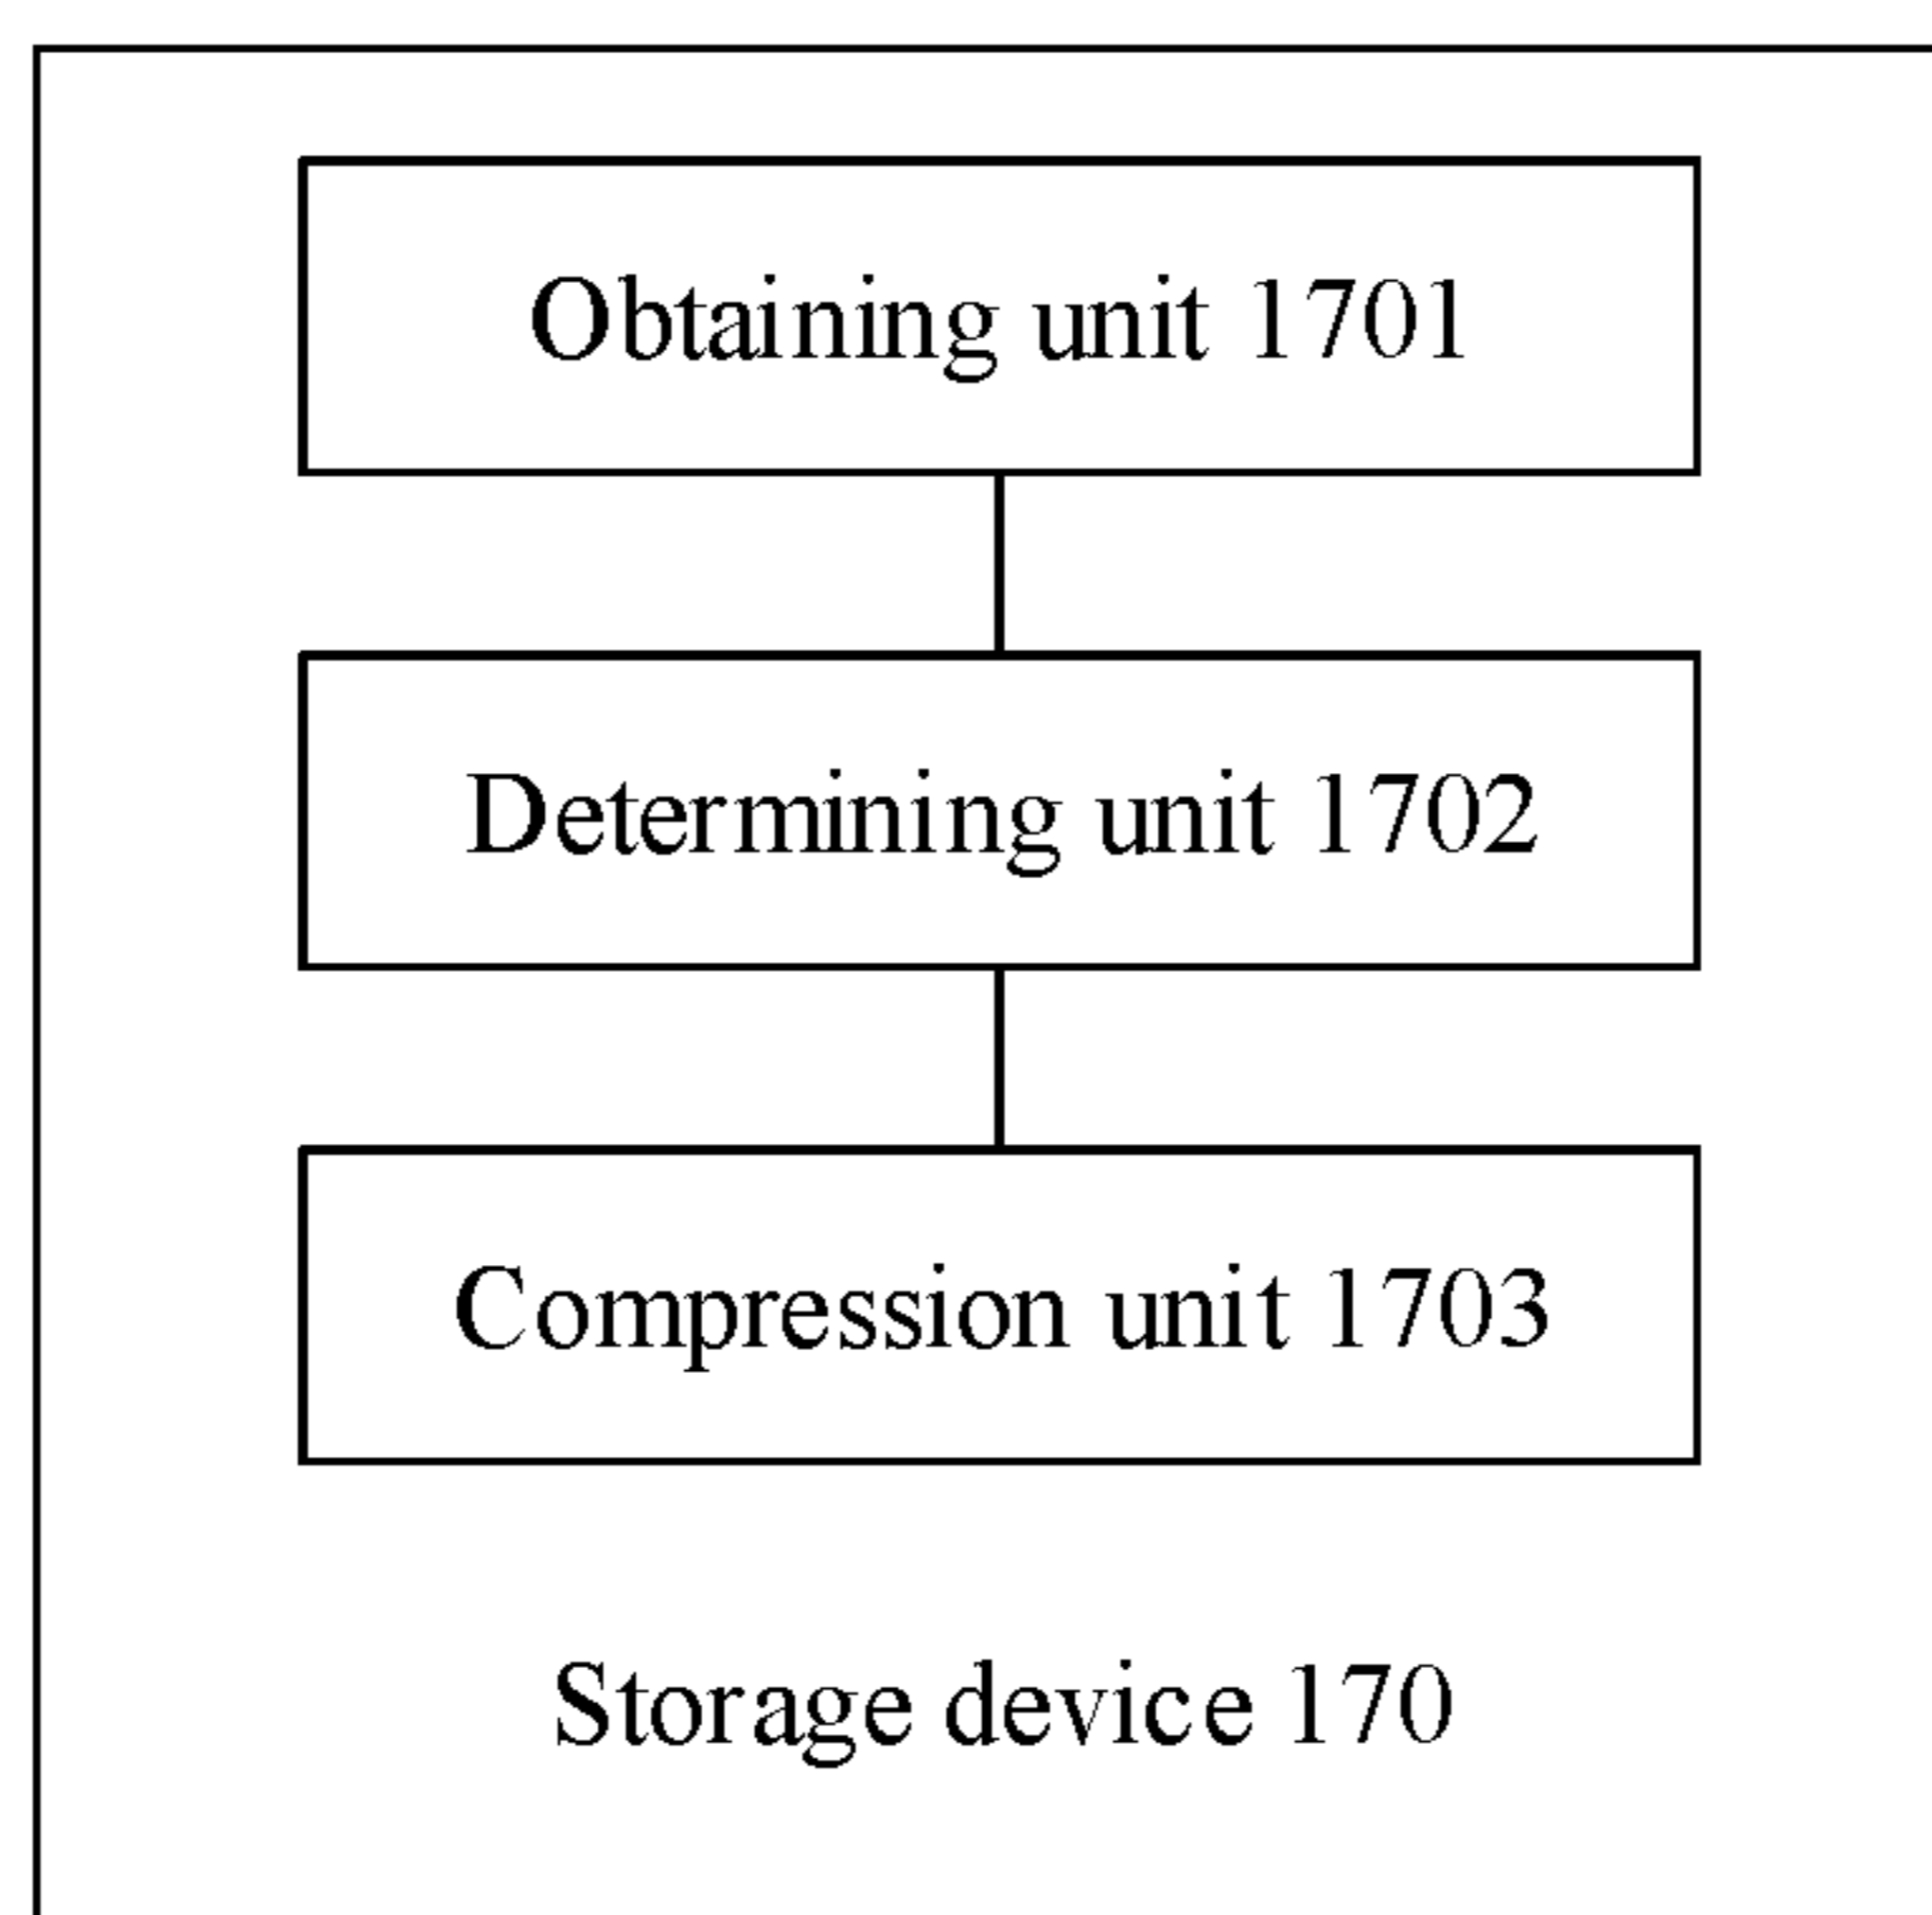 Obtaining unit 1701
Determining unit 1702
Compression unit 1703
Storage device 170